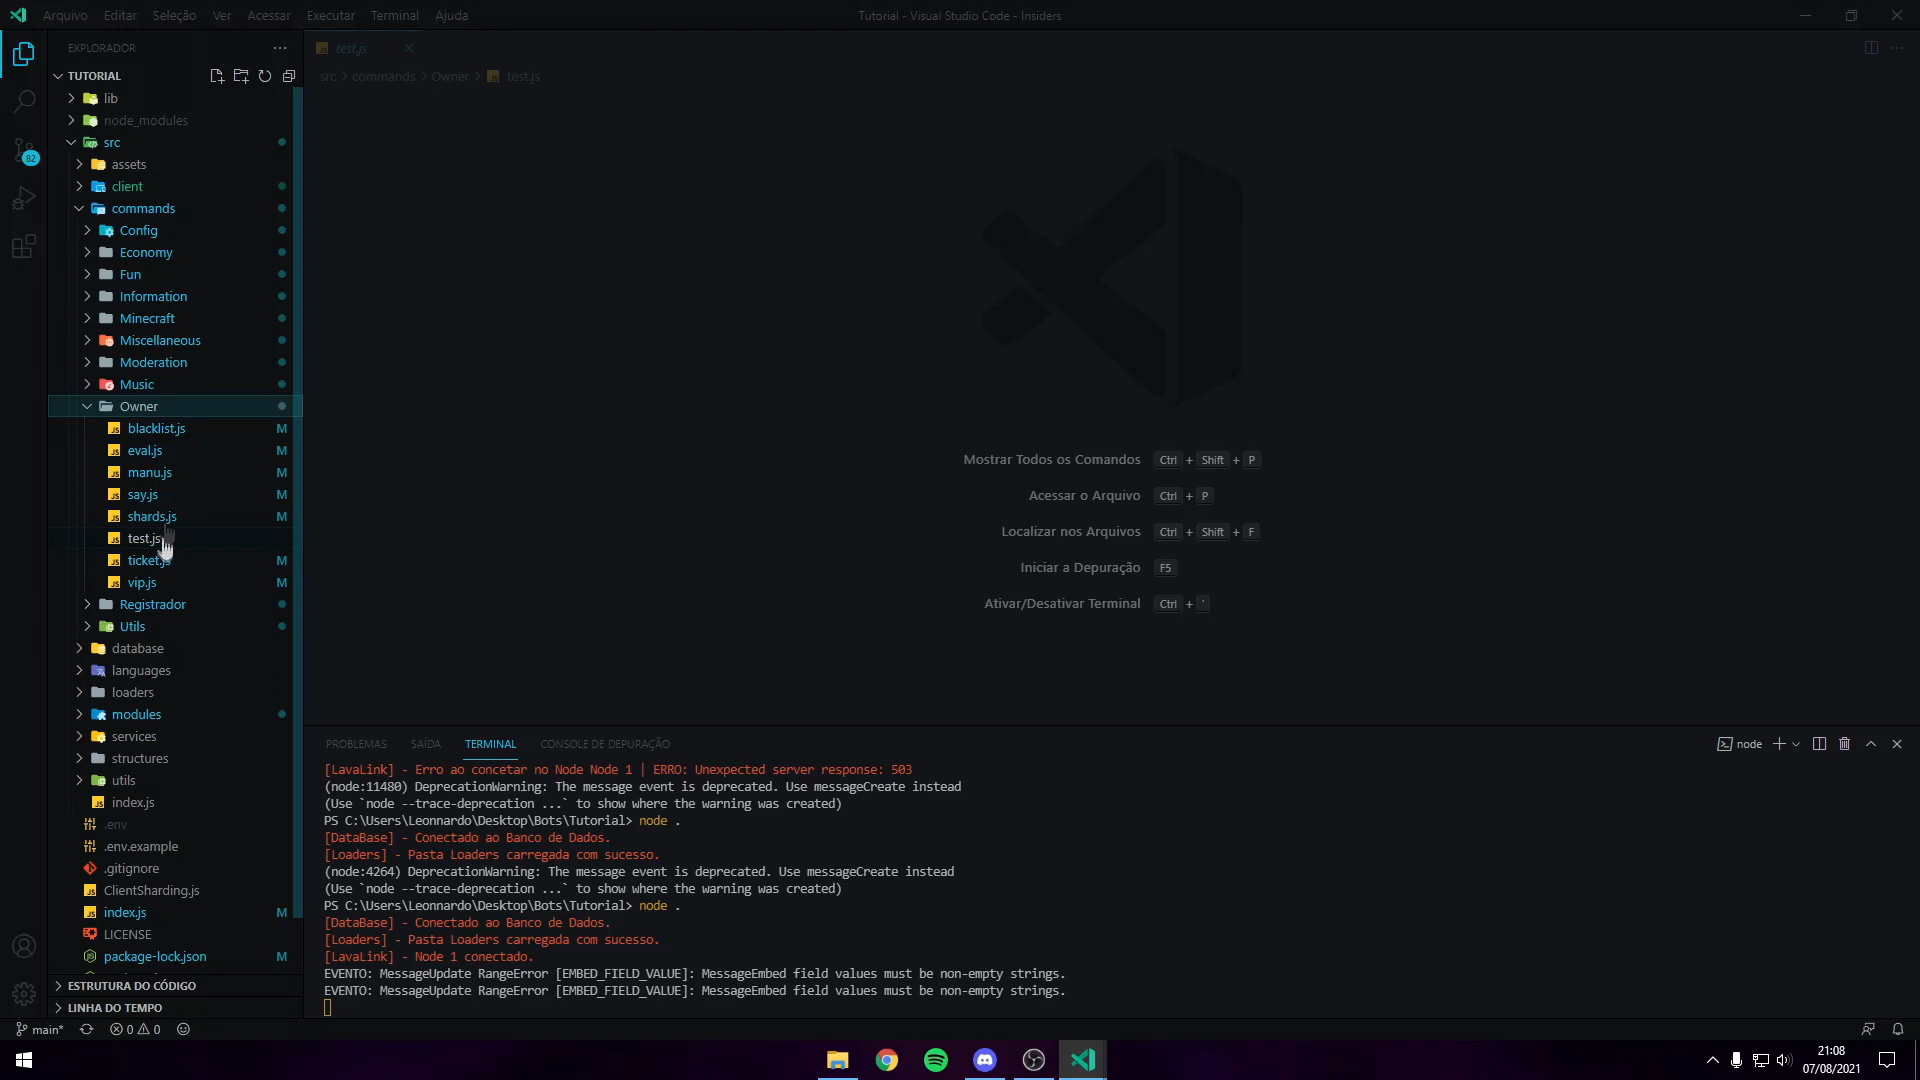 Arquivo Editar Seleção Ver Acessar Executar Terminal Ajuda
Tutorial - Visual Studio Code - Insiders
EXPLORADOR
TUTORIAL
lib
node_modules
src
assets
client
commands
Config
Economy
Fun
Information
Minecraft
Miscellaneous
Moderation
Music
Owner
blacklist.js M
eval.js M
manu.js M
say.js M
shards.js M
test.js
ticket.js M
vip.js M
Registrador
Utils
database
languages
loaders
modules
services
structures
utils
index.js
.env
.env.example
.gitignore
ClientSharding.js
index.js M
LICENSE
package-lock.json M
ESTRUTURA DO CÓDIGO
LINHA DO TEMPO
82
test.js
src > commands > Owner > test.js
Mostrar Todos os Comandos Ctrl + Shift + P
Acessar o Arquivo Ctrl + P
Localizar nos Arquivos Ctrl + Shift + F
Iniciar a Depuração F5
Ativar/Desativar Terminal Ctrl + `
PROBLEMAS SAÍDA TERMINAL CONSOLE DE DEPURAÇÃO
node
[LavaLink] - Erro ao concetar no Node Node 1 | ERRO: Unexpected server response: 503
(node:11480) DeprecationWarning: The message event is deprecated. Use messageCreate instead
(Use `node --trace-deprecation ...` to show where the warning was created)
PS C:\Users\Leonnardo\Desktop\Bots\Tutorial> node .
[DataBase] - Conectado ao Banco de Dados.
[Loaders] - Pasta Loaders carregada com sucesso.
(node:4264) DeprecationWarning: The message event is deprecated. Use messageCreate instead
(Use `node --trace-deprecation ...` to show where the warning was created)
PS C:\Users\Leonnardo\Desktop\Bots\Tutorial> node .
[DataBase] - Conectado ao Banco de Dados.
[Loaders] - Pasta Loaders carregada com sucesso.
[LavaLink] - Node 1 conectado.
EVENTO: MessageUpdate RangeError [EMBED_FIELD_VALUE]: MessageEmbed field values must be non-empty strings.
EVENTO: MessageUpdate RangeError [EMBED_FIELD_VALUE]: MessageEmbed field values must be non-empty strings.
main* 0 0
21:08
07/08/2021